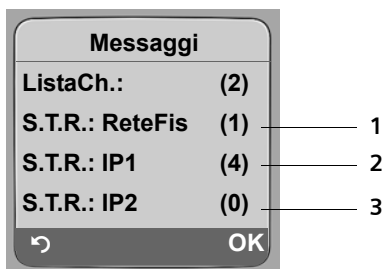 Messaggi
ListaCh.: (2)
S.T.R.: ReteFis (1) 1
S.T.R.: IP1 (4) 2
S.T.R.: IP2 (0) 3
OK